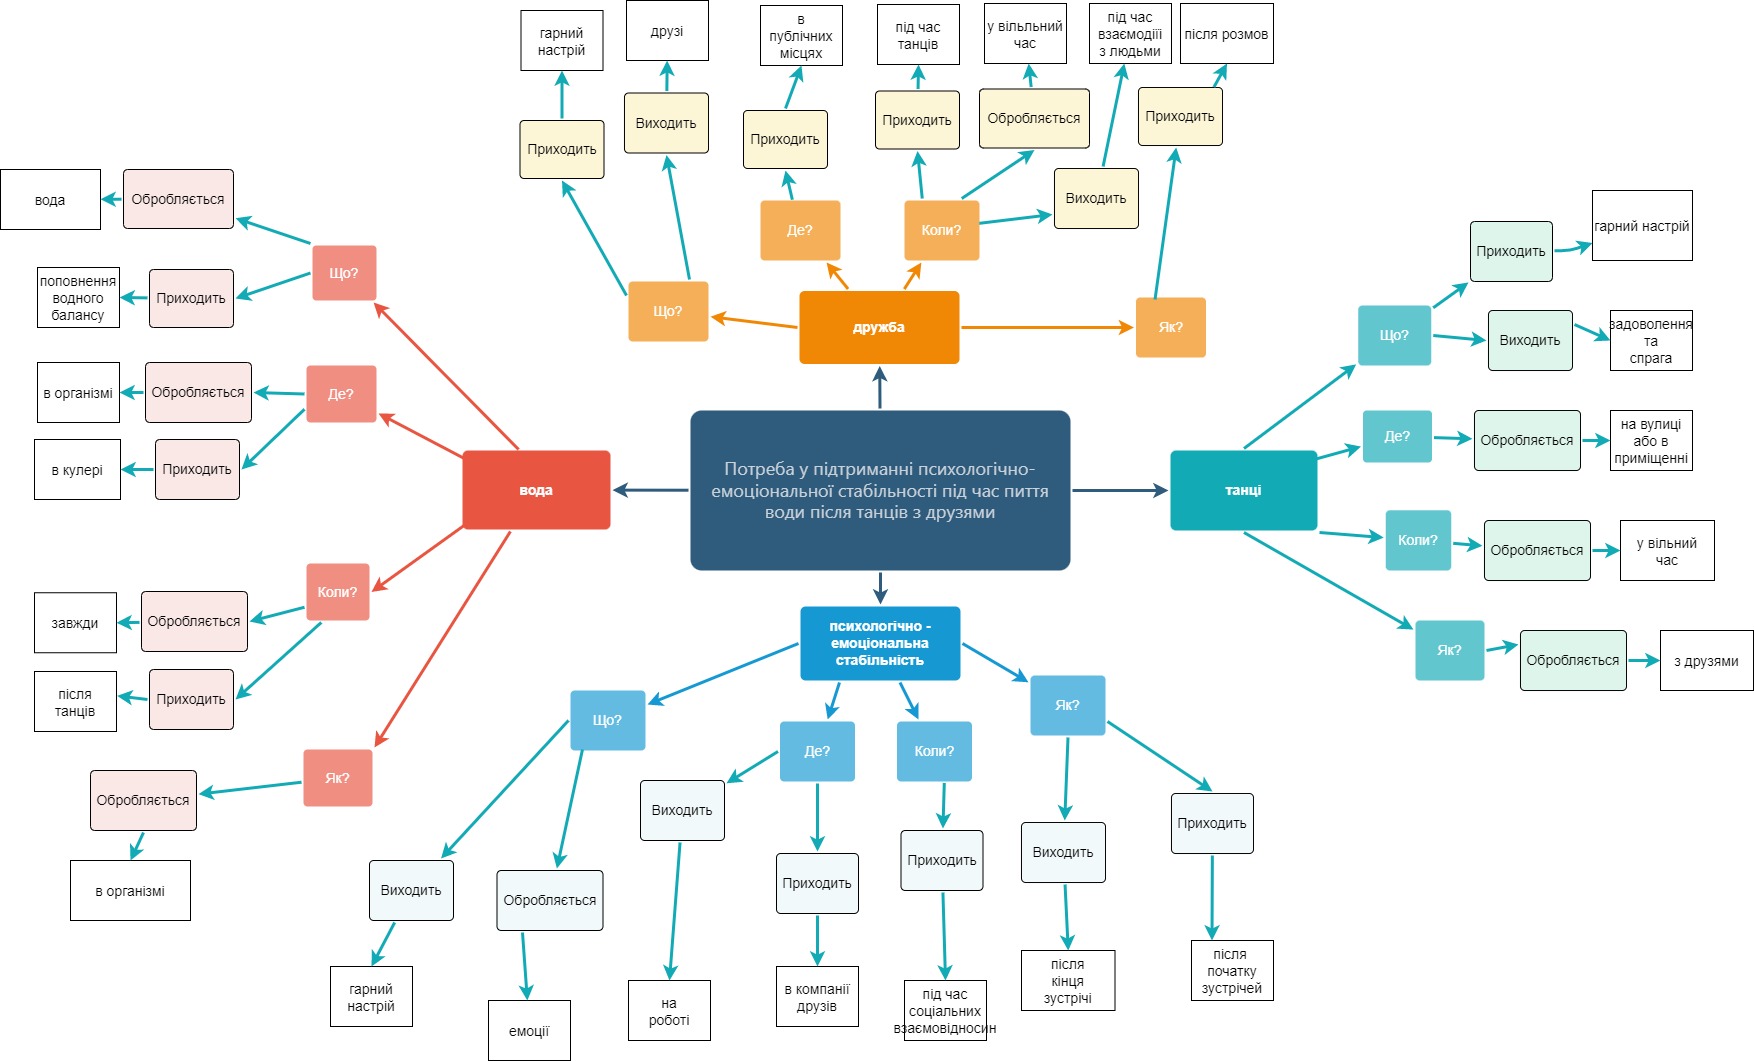 гарний
настрій
друзі
в
публічних
місцях
під час
танців
у вільльний
час
під час
взаємодіїї
з людьми
після розмов
Приходить
Виходить
Приходить
Приходить
Обробляється
Виходить
Приходить
Що?
Де?
Коли?
Як?
дружба
вода
Обробляється
Що?
поповнення
водного
балансу
Приходить
в організмі
Обробляється
Де?
в кулері
Приходить
вода
завжди
Обробляється
Коли?
після
танців
Приходить
Як?
Обробляється
в організмі
Потреба у підтриманні психологічно-
емоціональної стабільності під час пиття
води після танців з друзями
танці
Що?
Приходить
гарний настрій
Виходить
задоволення
та
спрага
Де?
Обробляється
на вулиці
або в
приміщенні
Коли?
Обробляється
у вільний
час
Як?
Обробляється
з друзями
психологічно -
емоціональна
стабільність
Що?
Де?
Коли?
Як?
Виходить
Обробляється
Виходить
Приходить
Приходить
Виходить
Приходить
гарний
настрій
емоції
на
роботі
в компанії
друзів
під час
соціальних
взаємовідносин
після
кінця
зустрічі
після
початку
зустрічей